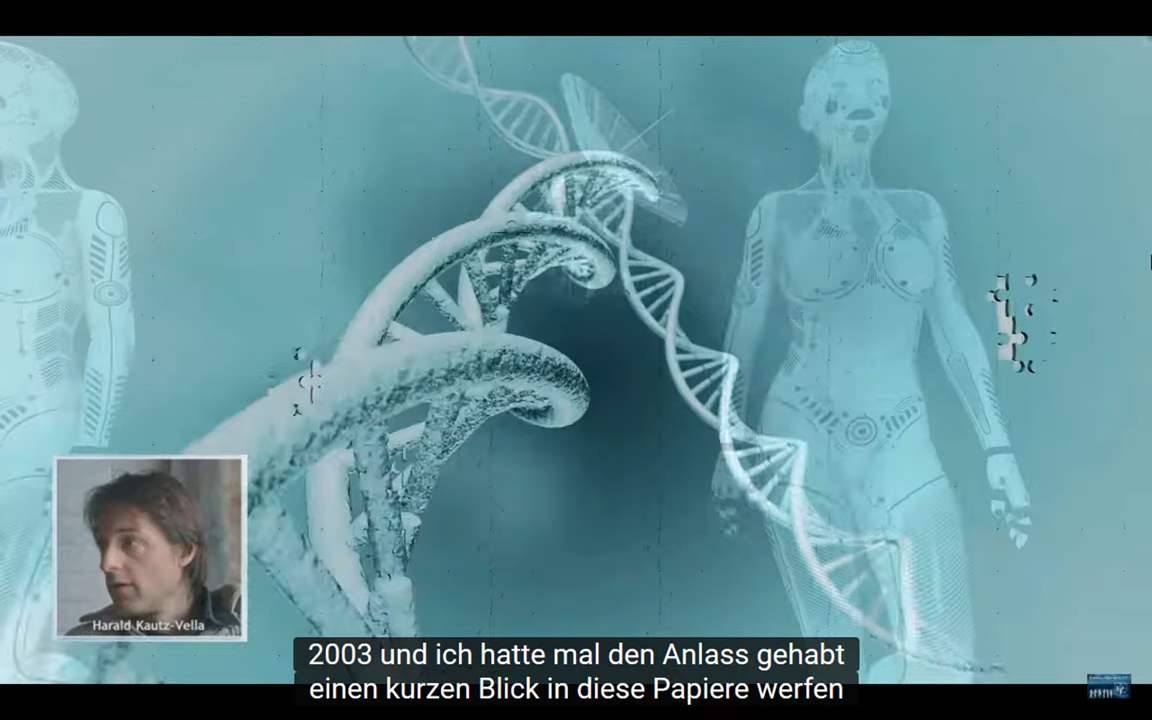 Harald Kautz-Vella
2003 und ich hatte mal den Anlass gehabt
einen kurzen Blick in diese Papiere werfen